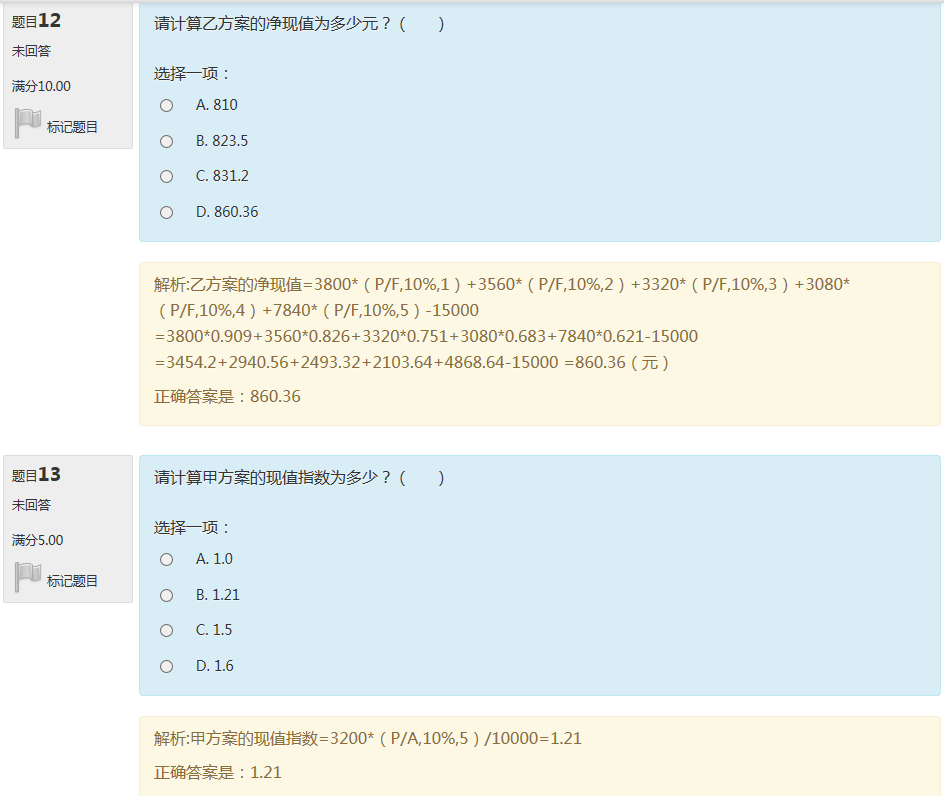 题目12
未回答
满分10.00
标记题目
请计算乙方案的净现值为多少元？（　　）
选择一项：
A. 810
B. 823.5
C. 831.2
D. 860.36
解析:乙方案的净现值=3800*（P/F,10%,1）+3560*（P/F,10%,2）+3320*（P/F,10%,3）+3080*
（P/F,10%,4）+7840*（P/F,10%,5）-15000
=3800*0.909+3560*0.826+3320*0.751+3080*0.683+7840*0.621-15000
=3454.2+2940.56+2493.32+2103.64+4868.64-15000 =860.36（元）
正确答案是：860.36
题目13
未回答
满分5.00
标记题目
请计算甲方案的现值指数为多少？（　　）
选择一项：
A. 1.0
B. 1.21
C. 1.5
D. 1.6
解析:甲方案的现值指数=3200*（P/A,10%,5）/10000=1.21
正确答案是：1.21